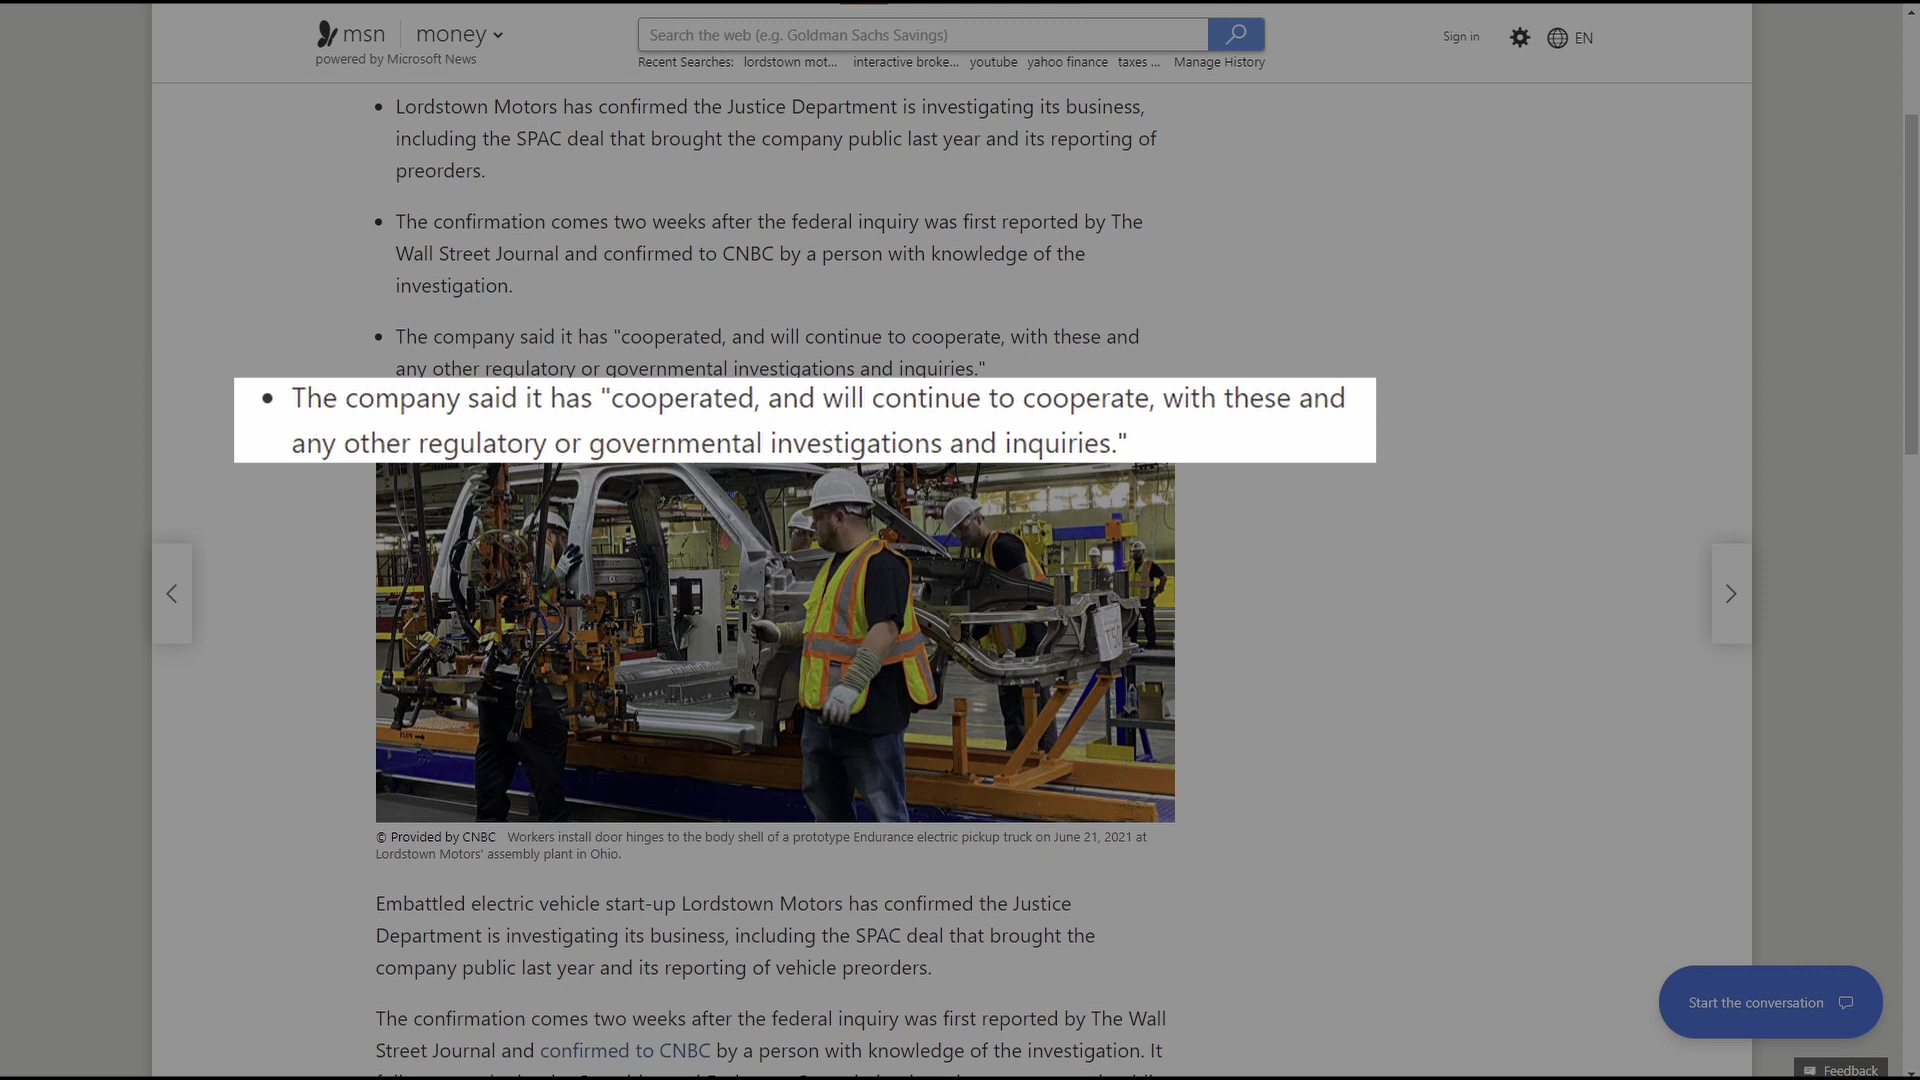 msn money
powered by Microsoft News
Search the web (e.g. Goldman Sachs Savings)
Recent Searches: lordstown mot... interactive broke... youtube yahoo finance taxes ... Manage History
Sign in
EN
• Lordstown Motors has confirmed the Justice Department is investigating its business,
including the SPAC deal that brought the company public last year and its reporting of
preorders.
• The confirmation comes two weeks after the federal inquiry was first reported by The
Wall Street Journal and confirmed to CNBC by a person with knowledge of the
investigation.
• The company said it has "cooperated, and will continue to cooperate, with these and
any other regulatory or governmental investigations and inquiries."
• The company said it has "cooperated, and will continue to cooperate, with these and
any other regulatory or governmental investigations and inquiries."
© Provided by CNBC Workers install door hinges to the body shell of a prototype Endurance electric pickup truck on June 21, 2021 at
Lordstown Motors' assembly plant in Ohio.
Embattled electric vehicle start-up Lordstown Motors has confirmed the Justice
Department is investigating its business, including the SPAC deal that brought the
company public last year and its reporting of vehicle preorders.
The confirmation comes two weeks after the federal inquiry was first reported by The Wall
Street Journal and confirmed to CNBC by a person with knowledge of the investigation. It
Start the conversation
Feedback